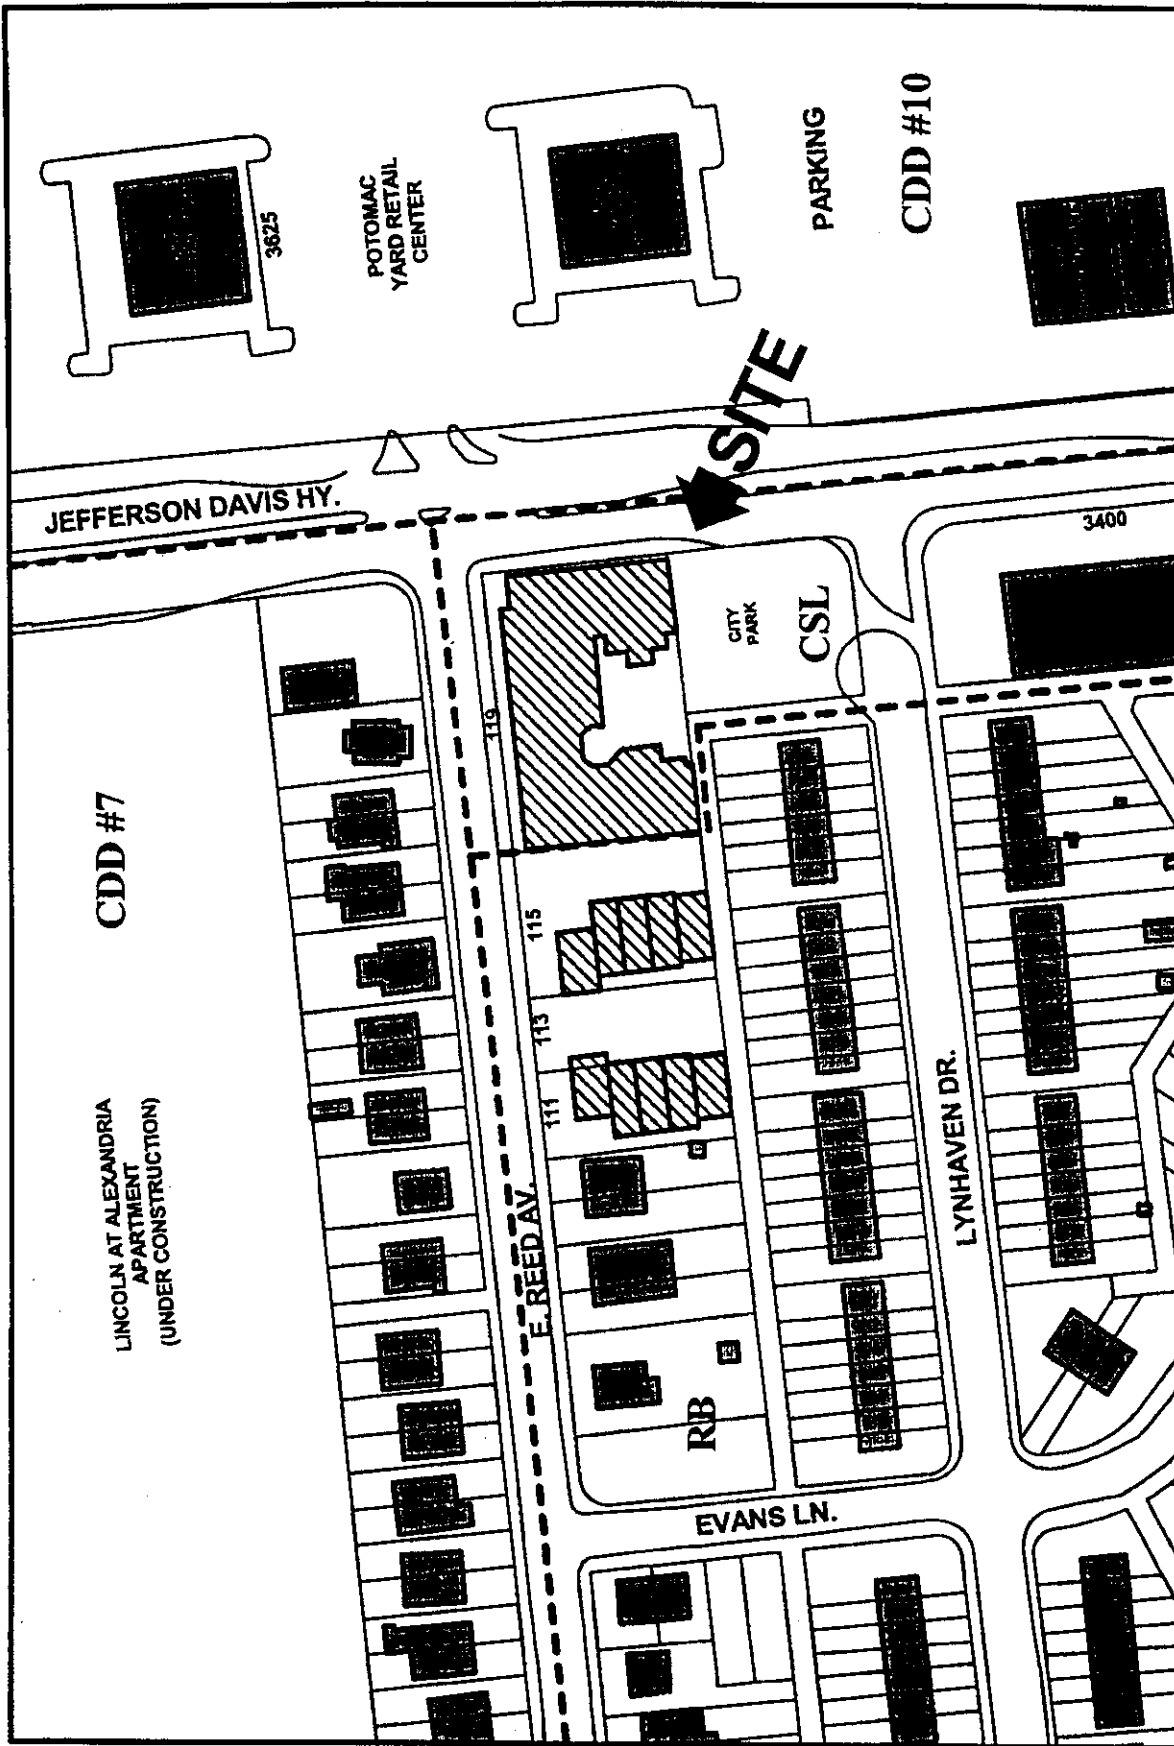 3625
POTOMAC
YARD RETAIL
CENTER
PARKING
CDD #10
JEFFERSON DAVIS HY.
SITE
3400
CITY
PARK
CSL
119
CDD #7
115
113
111
LINCOLN AT ALEXANDRIA
APARTMENT
(UNDER CONSTRUCTION)
E. REED AV.
LYNHAVEN DR.
RB
EVANS LN.